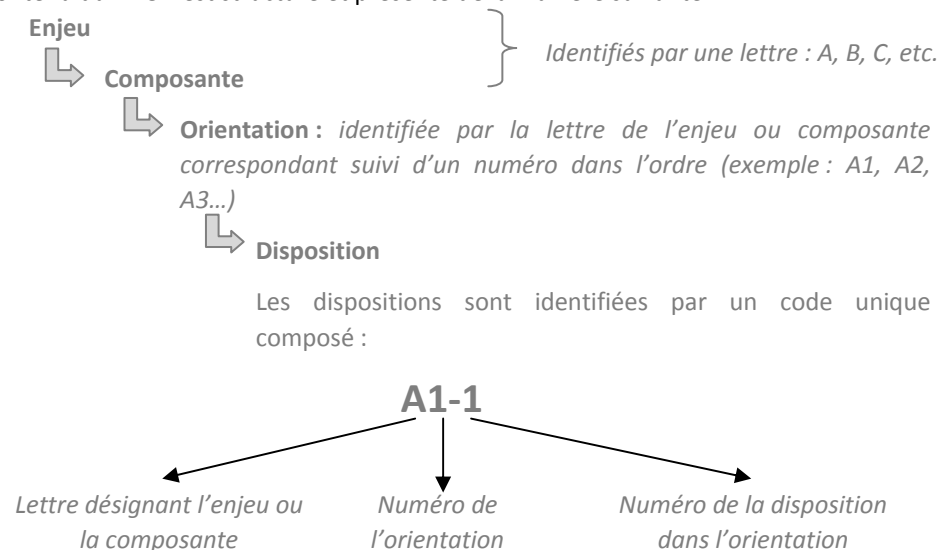 Enjeu
Identifiés par une lettre : A, B, C, etc.
Composante
Orientation : identifiée par la lettre de l’enjeu ou composante
correspondant suivi d’un numéro dans l’ordre (exemple : A1, A2,
A3…)
Disposition
Les dispositions sont identifiées par un code unique
composé :
A1-1
Lettre désignant l’enjeu ou
la composante
Numéro de
l’orientation
Numéro de la disposition
dans l’orientation